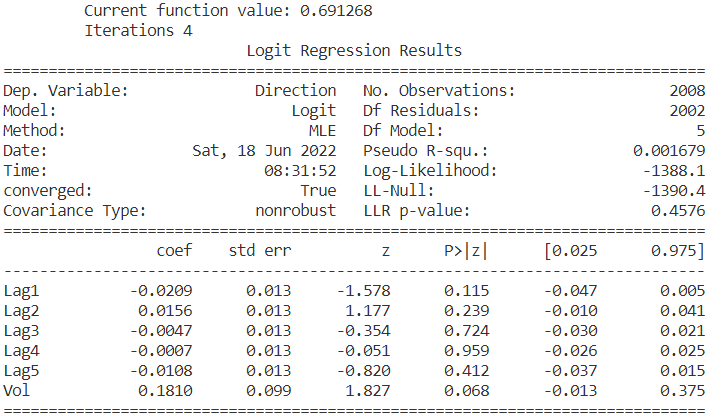 Current function value: 0.691268
Iterations 4
Logit Regression Results
==============================================================================
Dep. Variable: Direction No. Observations: 2008
Model: Logit Df Residuals: 2002
Method: MLE Df Model: 5
Date: Sat, 18 Jun 2022 Pseudo R-squ.: 0.001679
Time: 08:31:52 Log-Likelihood: -1388.1
converged: True LL-Null: -1390.4
Covariance Type: nonrobust LLR p-value: 0.4576
==============================================================================
coef std err z P>|z| [0.025 0.975]
------------------------------------------------------------------------------
Lag1 -0.0209 0.013 -1.578 0.115 -0.047 0.005
Lag2 0.0156 0.013 1.177 0.239 -0.010 0.041
Lag3 -0.0047 0.013 -0.354 0.724 -0.030 0.021
Lag4 -0.0007 0.013 -0.051 0.959 -0.026 0.025
Lag5 -0.0108 0.013 -0.820 0.412 -0.037 0.015
Vol 0.1810 0.099 1.827 0.068 -0.013 0.375
==============================================================================